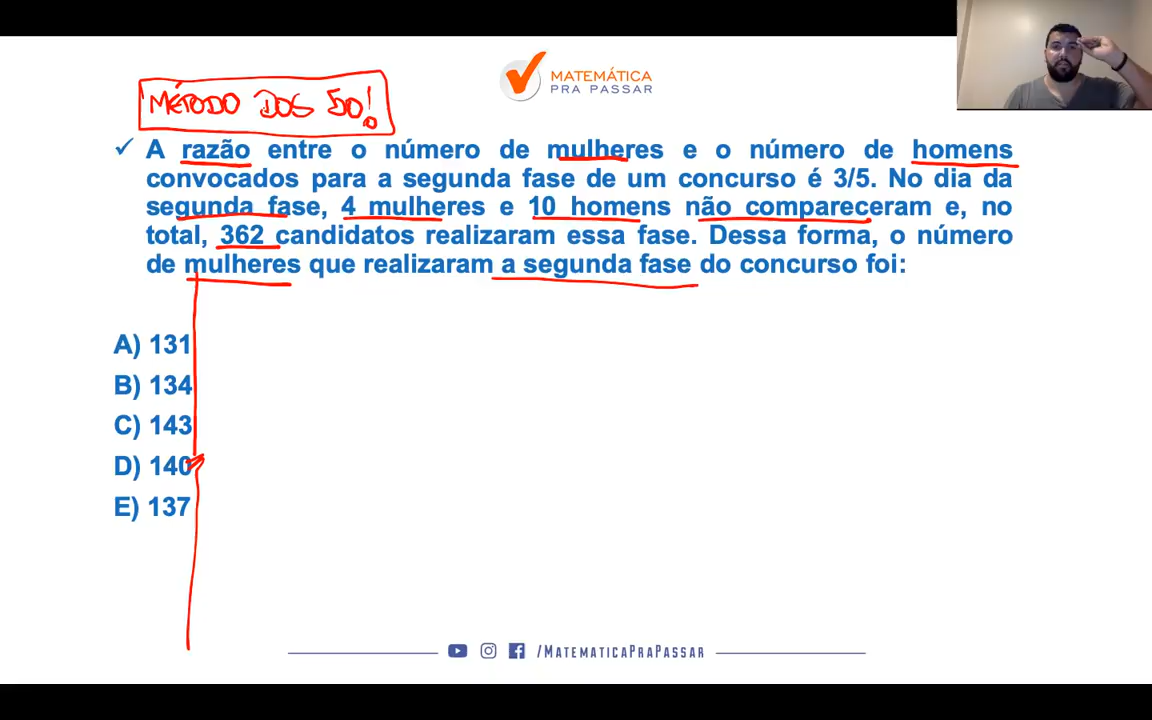 MÉTODO DOS 50!
MATEMÁTICA
PRA PASSAR
✓ A razão entre o número de mulheres e o número de homens
convocados para a segunda fase de um concurso é 3/5. No dia da
segunda fase, 4 mulheres e 10 homens não compareceram e, no
total, 362 candidatos realizaram essa fase. Dessa forma, o número
de mulheres que realizaram a segunda fase do concurso foi:
A) 131
B) 134
C) 143
D) 140
E) 137
/MATEMATICAPRAPASSAR